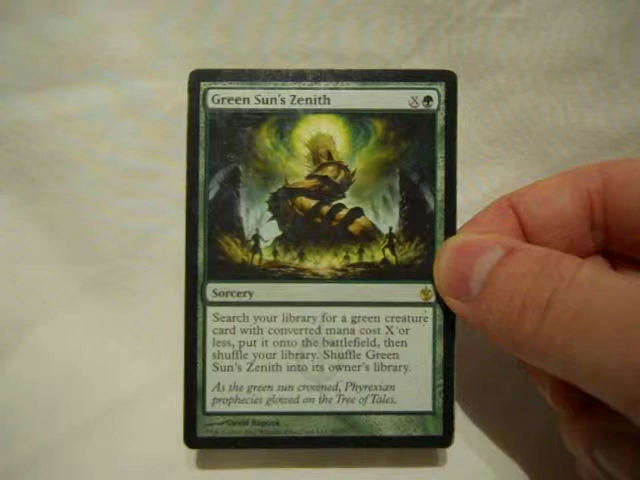 Green Sun's Zenith X
Sorcery
Search your library for a green creature
card with converted mana cost X or
less, put it onto the battlefield, then
shuffle your library. Shuffle Green
Sun's Zenith into its owner's library.
As the green sun crowned, Phyrexian
prophecies glowed on the Tree of Tales.
David Rapoza